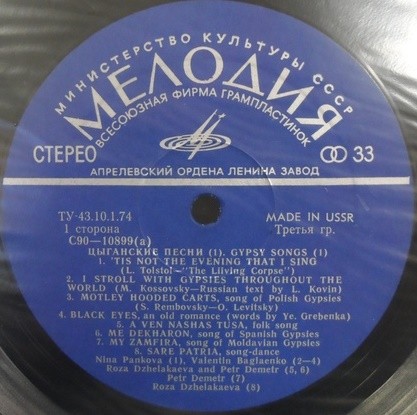 МИНИСТЕРСТВО КУЛЬТУРЫ СССР
МЕЛОДИЯ
ВСЕСОЮЗНАЯ ФИРМА ГРАМПЛАСТИНОК
СТЕРЕО
33
АПРЕЛЕВСКИЙ ОРДЕНА ЛЕНИНА ЗАВОД
ТУ-43.10.1.74
MADE IN USSR
1 сторона
Третья гр.
С90—10899(а)
ЦЫГАНСКИЕ ПЕСНИ (1). GYPSY SONGS (1)
1. 'TIS NOT THE EVENING THAT I SING
(L. Tolstoi—"The Liiving Corpse")
2. I STROLL WITH GYPSIES THROUGHOUT THE
WORLD (M. Kossovsky—Russian text by L. Kovin)
3. MOTLEY HOODED CARTS, song of Polish Gypsies
(S. Rembovsky—O. Levitsky)
4. BLACK EYES, an old romance (words by Ye. Grebenka)
5. A VEN NASHAS TUSA, folk song
6. ME DEKHARON, song of Spanish Gypsies
7. MY ZAMFIRA, song of Moldavian Gypsies
8. SARE PATRIA, song-dance
Nina Pankova (1), Valentin Baglaenko (2—4)
Roza Dzhelakaeva and Petr Demetr (5, 6)
Petr Demetr (7)
Roza Dzhelakaeva (8)